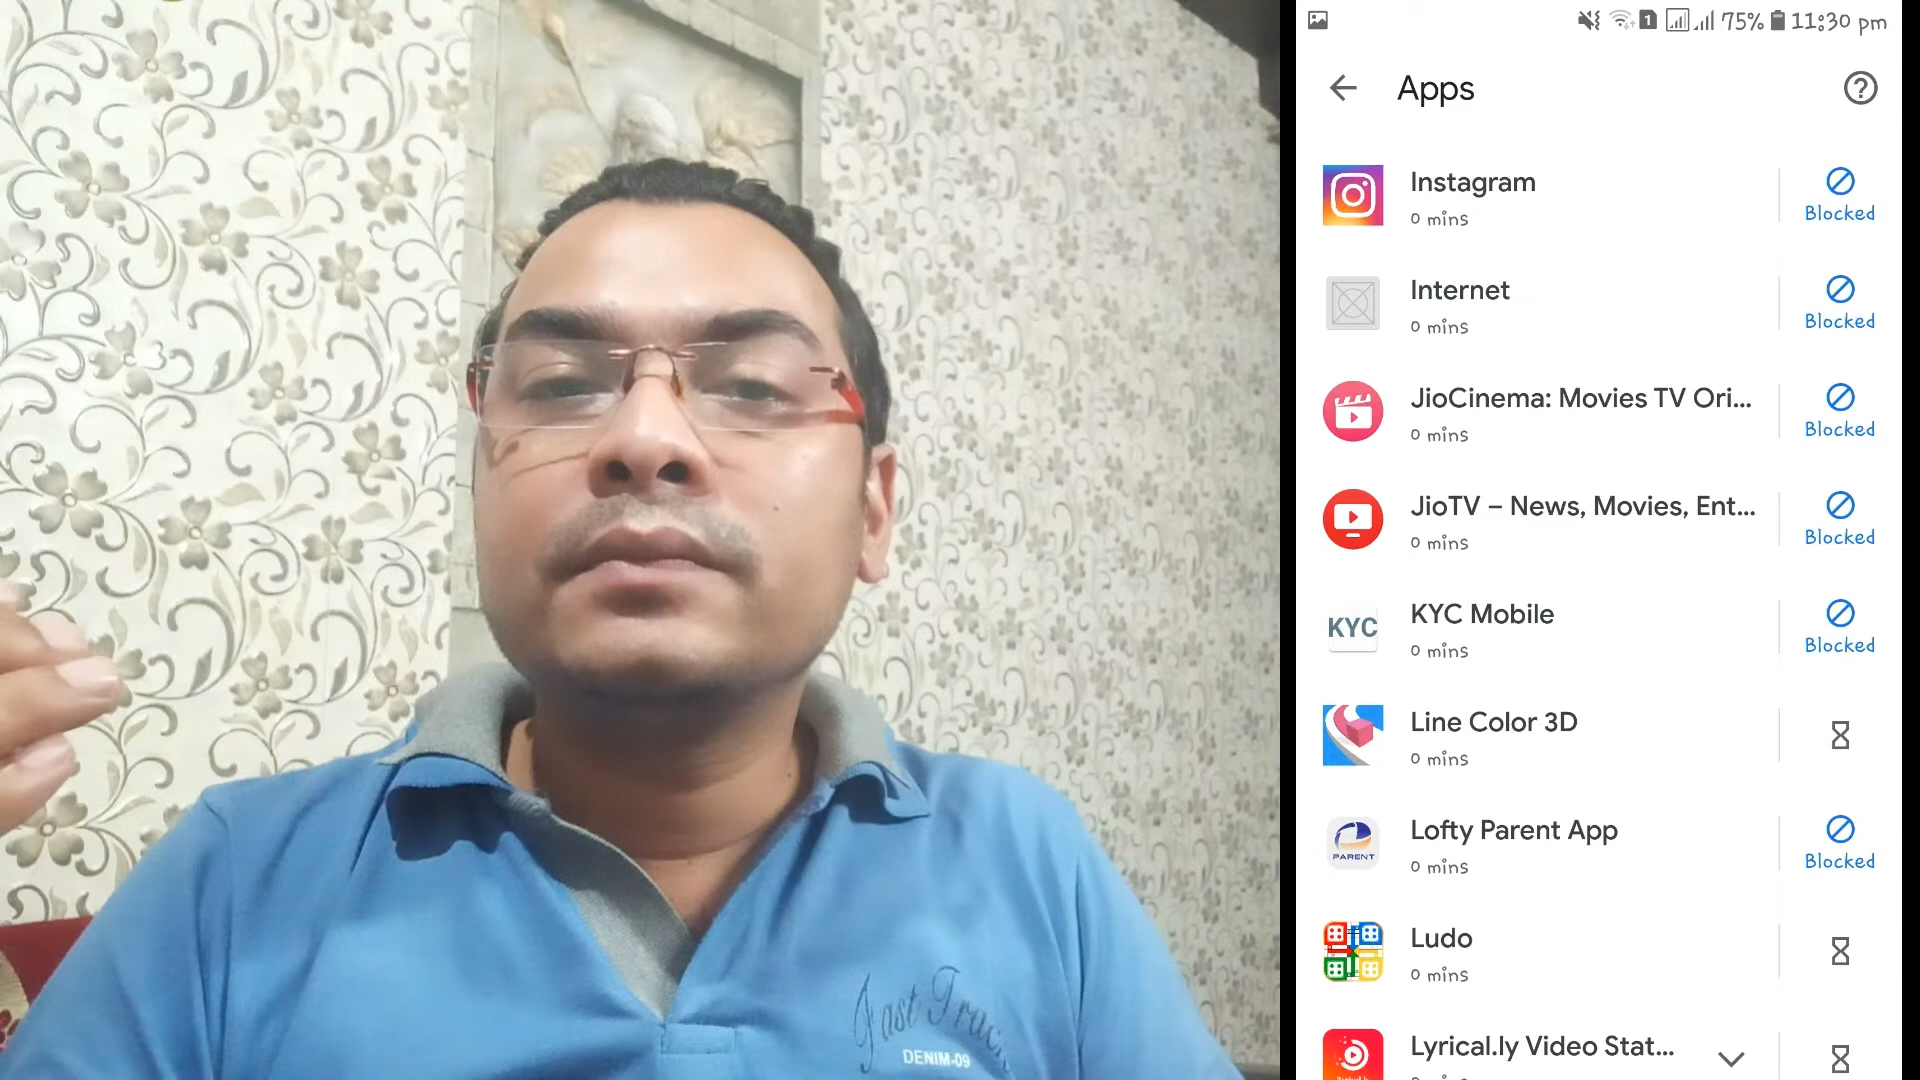 1 75% 11:30 pm
Apps
Instagram
0 mins
Blocked
Internet
0 mins
Blocked
JioCinema: Movies TV Ori...
0 mins
Blocked
JioTV – News, Movies, Ent...
0 mins
Blocked
KYC
KYC Mobile
0 mins
Blocked
Line Color 3D
0 mins
PARENT
Lofty Parent App
0 mins
Blocked
Ludo
0 mins
Lyrical.ly Video Stat...
Fast Track
DENIM-09